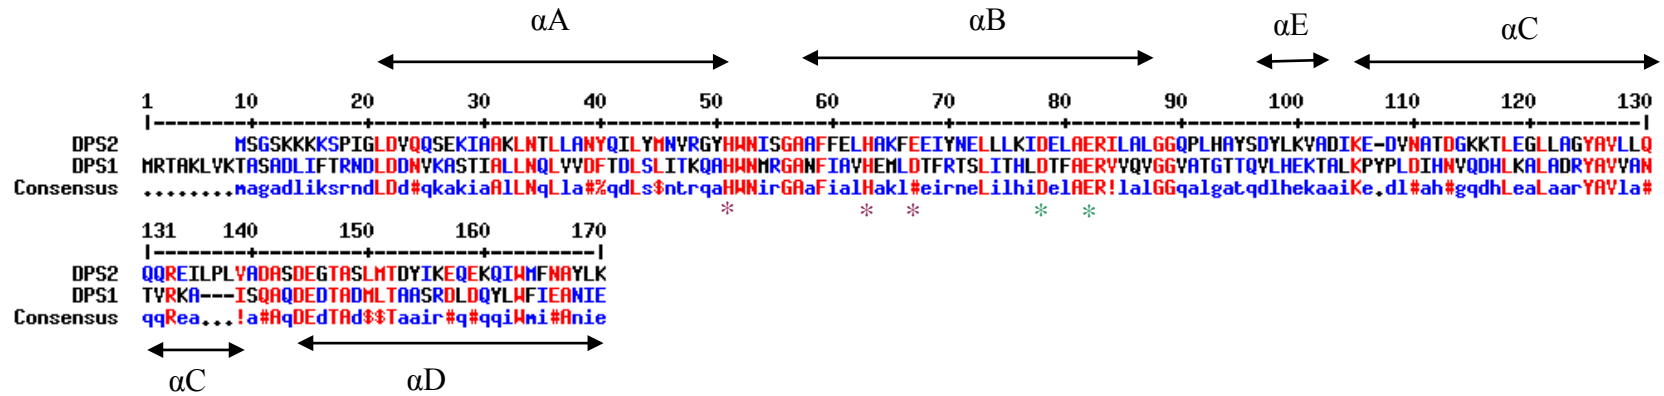 αA αB αE αC
1 10 20 30 40 50 60 70 80 90 100 110 120 130
DPS2 MSGSKKKKSPIGLDVQQSEKIAAKLNTLLANYQILYMNVRGYHWNISGAAFFELHAKFEEIYNELLLKIDELAERILALGGQPLHAYSDYLKVADIKE-DVNATDGKKTLEGLLAGYAVLLQ
DPS1 MRTAKLVKTASADLIFTRNDLDDNVKASTIALLNQLVVDFTDLSLITKQAHWNMRGANFIAVHEMLDTFRTSLITHLDTFAERVVQVGGVATGTTQVLHEKTALKPYPLDIHNVQDHLKALADRYAVVAN
Consensus ........magadliksrndLDd#qkakiaALLNqLla#%qdLs$ntrqaHWNirGAaFialHakl#eirneLilhiDelAER!lalGGqalgatqdlhekaaiKe.dl#ah#gqdhLeaLaarYAVla#
* * * * *
131 140 150 160 170
DPS2 QQREILPLVADASDEGTASLMTDYIKEQEKQIWMFNAYLK
DPS1 TVRKA---ISQAQDEDTADMLTAASRDLDQYLWFIEANIE
Consensus qqRea...!a#AqDEdTAd$$Taair#q#qqiWmi#Anie
αC αD